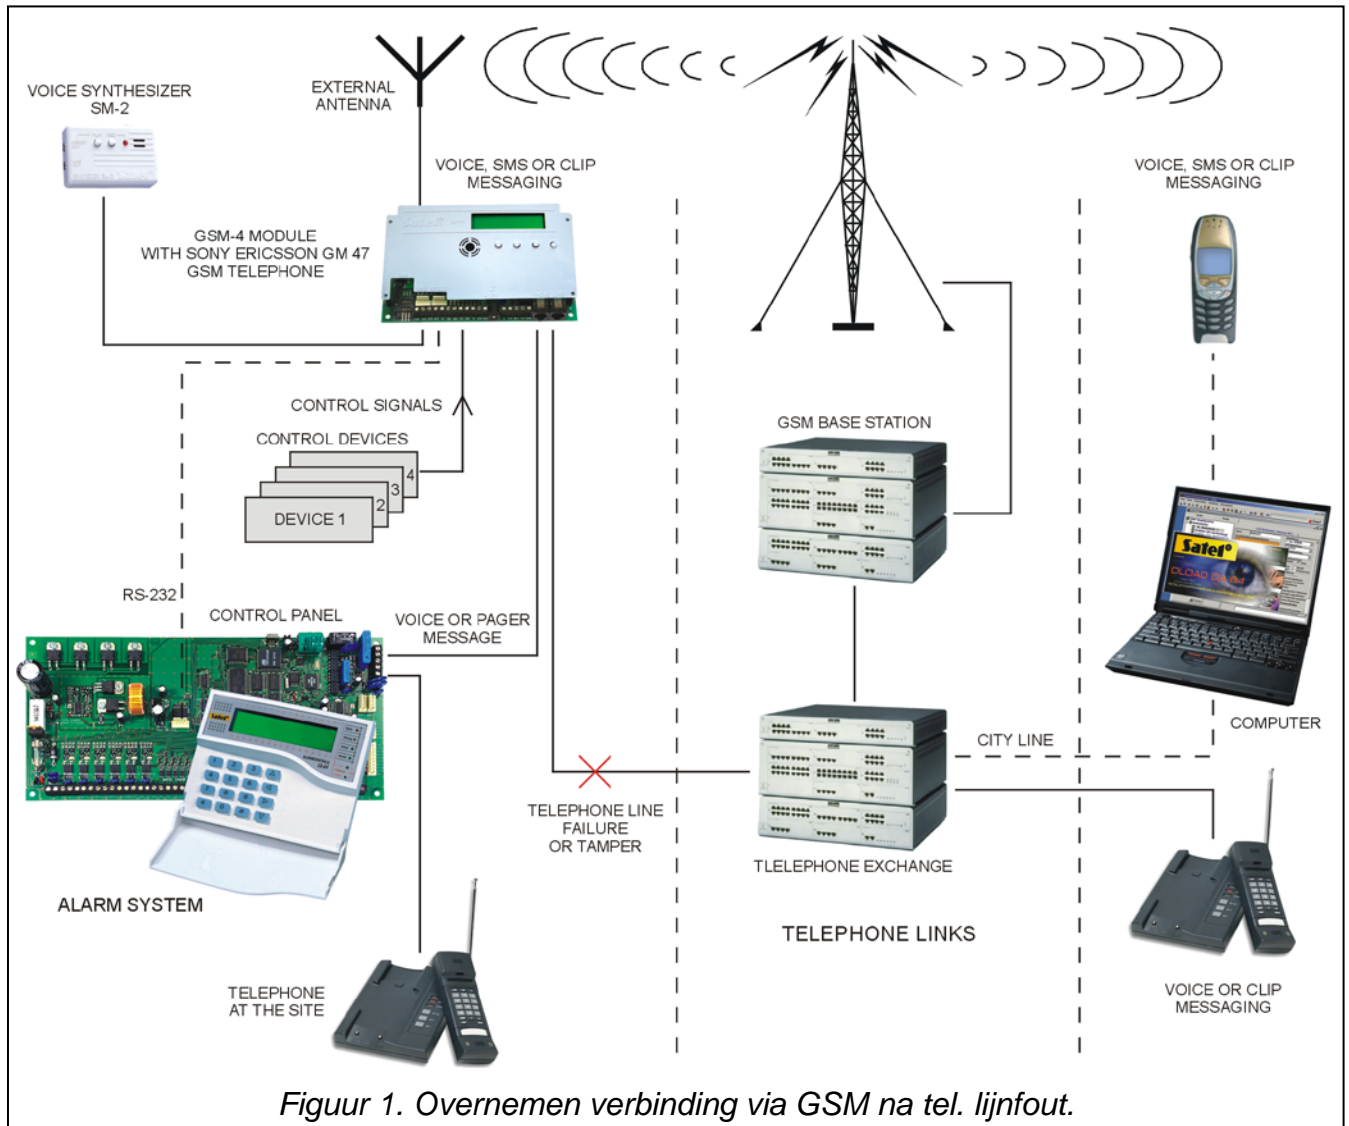 VOICE SYNTHESIZER
SM-2
EXTERNAL
ANTENNA
VOICE, SMS OR CLIP
MESSAGING
VOICE, SMS OR CLIP
MESSAGING
GSM-4 MODULE
WITH SONY ERICSSON GM 47
GSM TELEPHONE
CONTROL SIGNALS
CONTROL DEVICES
4
3
2
DEVICE 1
GSM BASE STATION
Satel
RS-232
CONTROL PANEL
VOICE OR PAGER
MESSAGE
Satel
COMPUTER
CITY LINE
TELEPHONE LINE
FAILURE
OR TAMPER
TLELEPHONE EXCHANGE
ALARM SYSTEM
TELEPHONE LINKS
TELEPHONE
AT THE SITE
VOICE OR CLIP
MESSAGING
Figuur 1. Overnemen verbinding via GSM na tel. lijnfout.